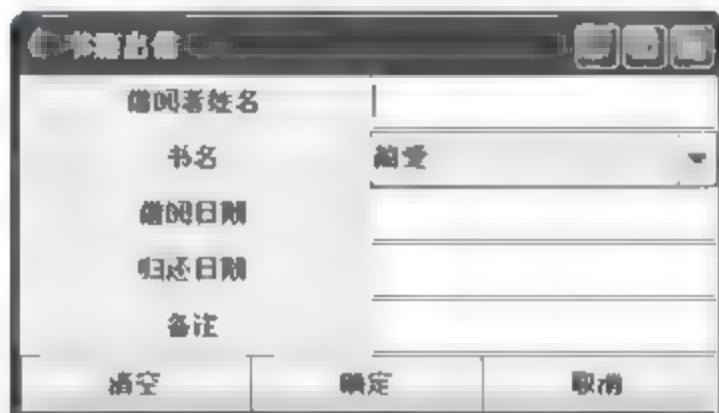 书籍出借
借阅者姓名
书名 简爱
借阅日期
归还日期
备注
清空 确定 取消